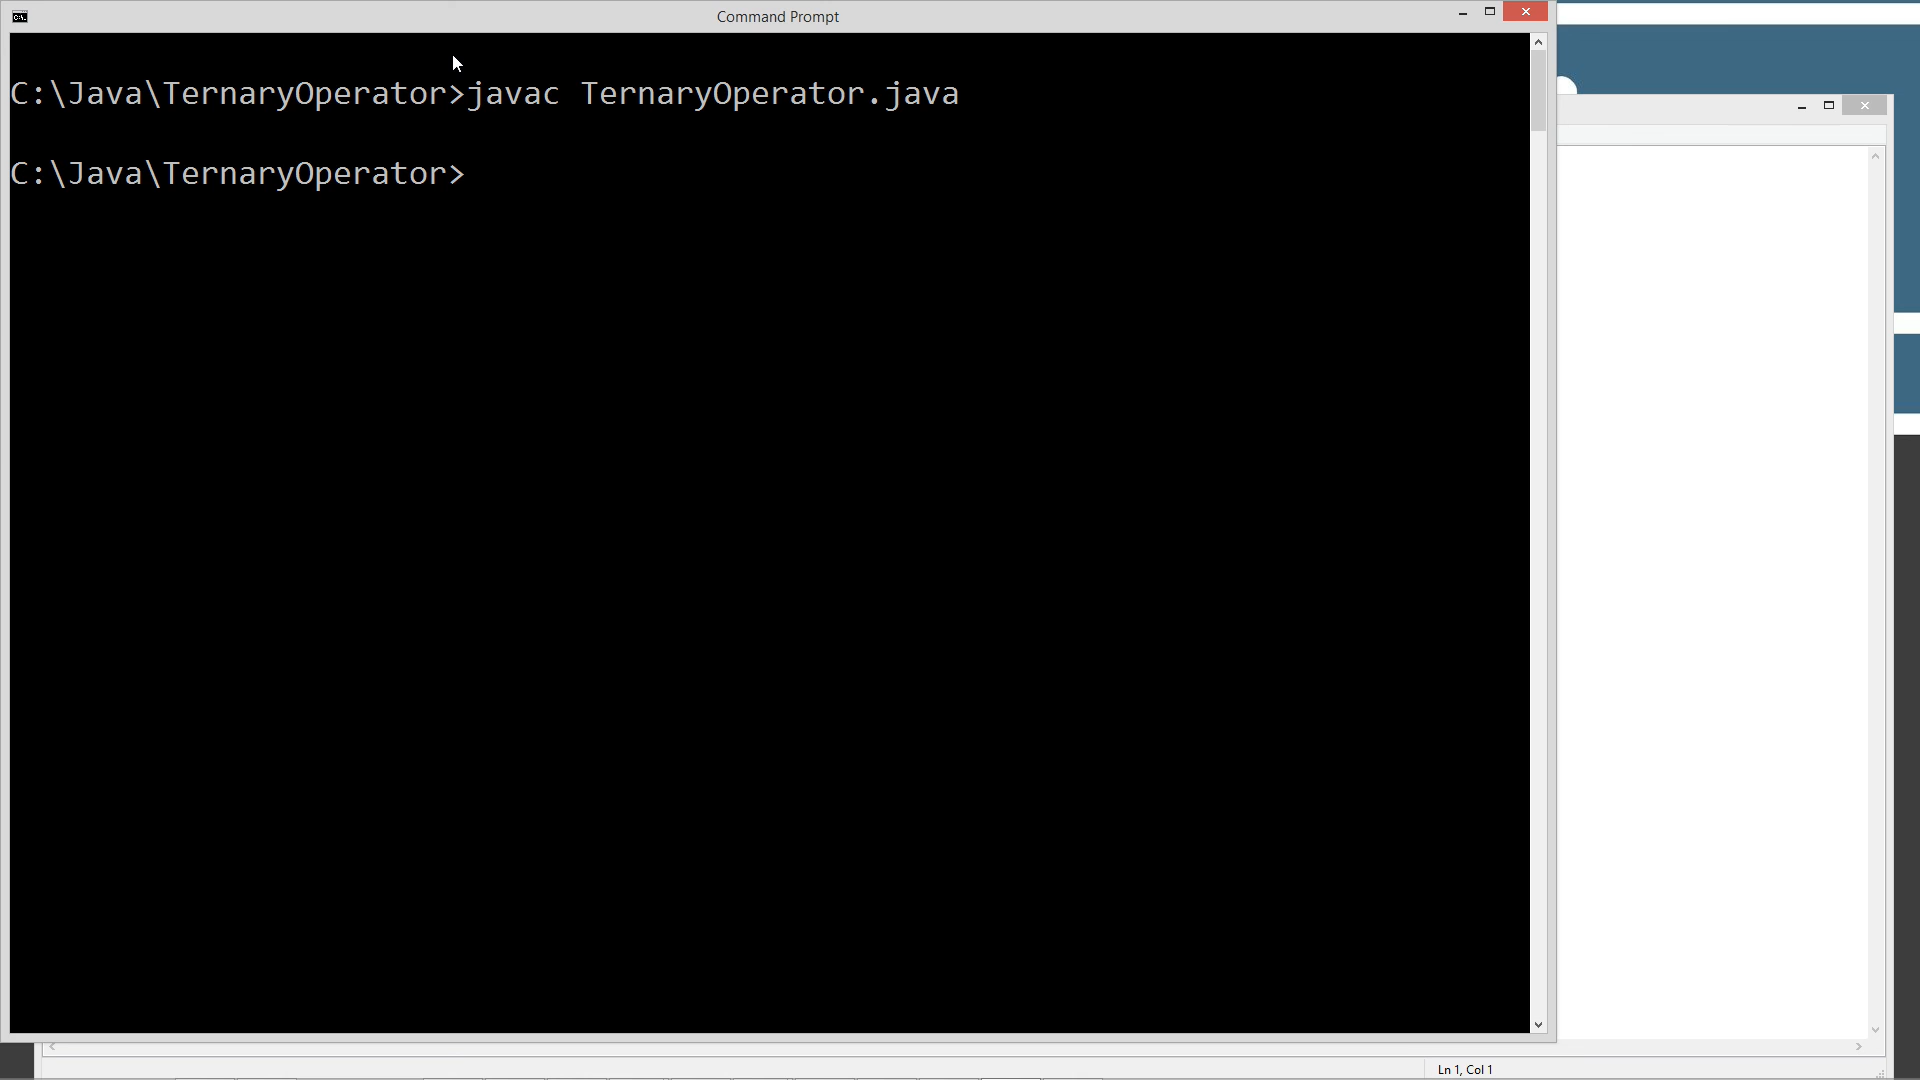 Command Prompt
C:\Java\TernaryOperator>javac TernaryOperator.java
C:\Java\TernaryOperator>
Ln 1, Col 1